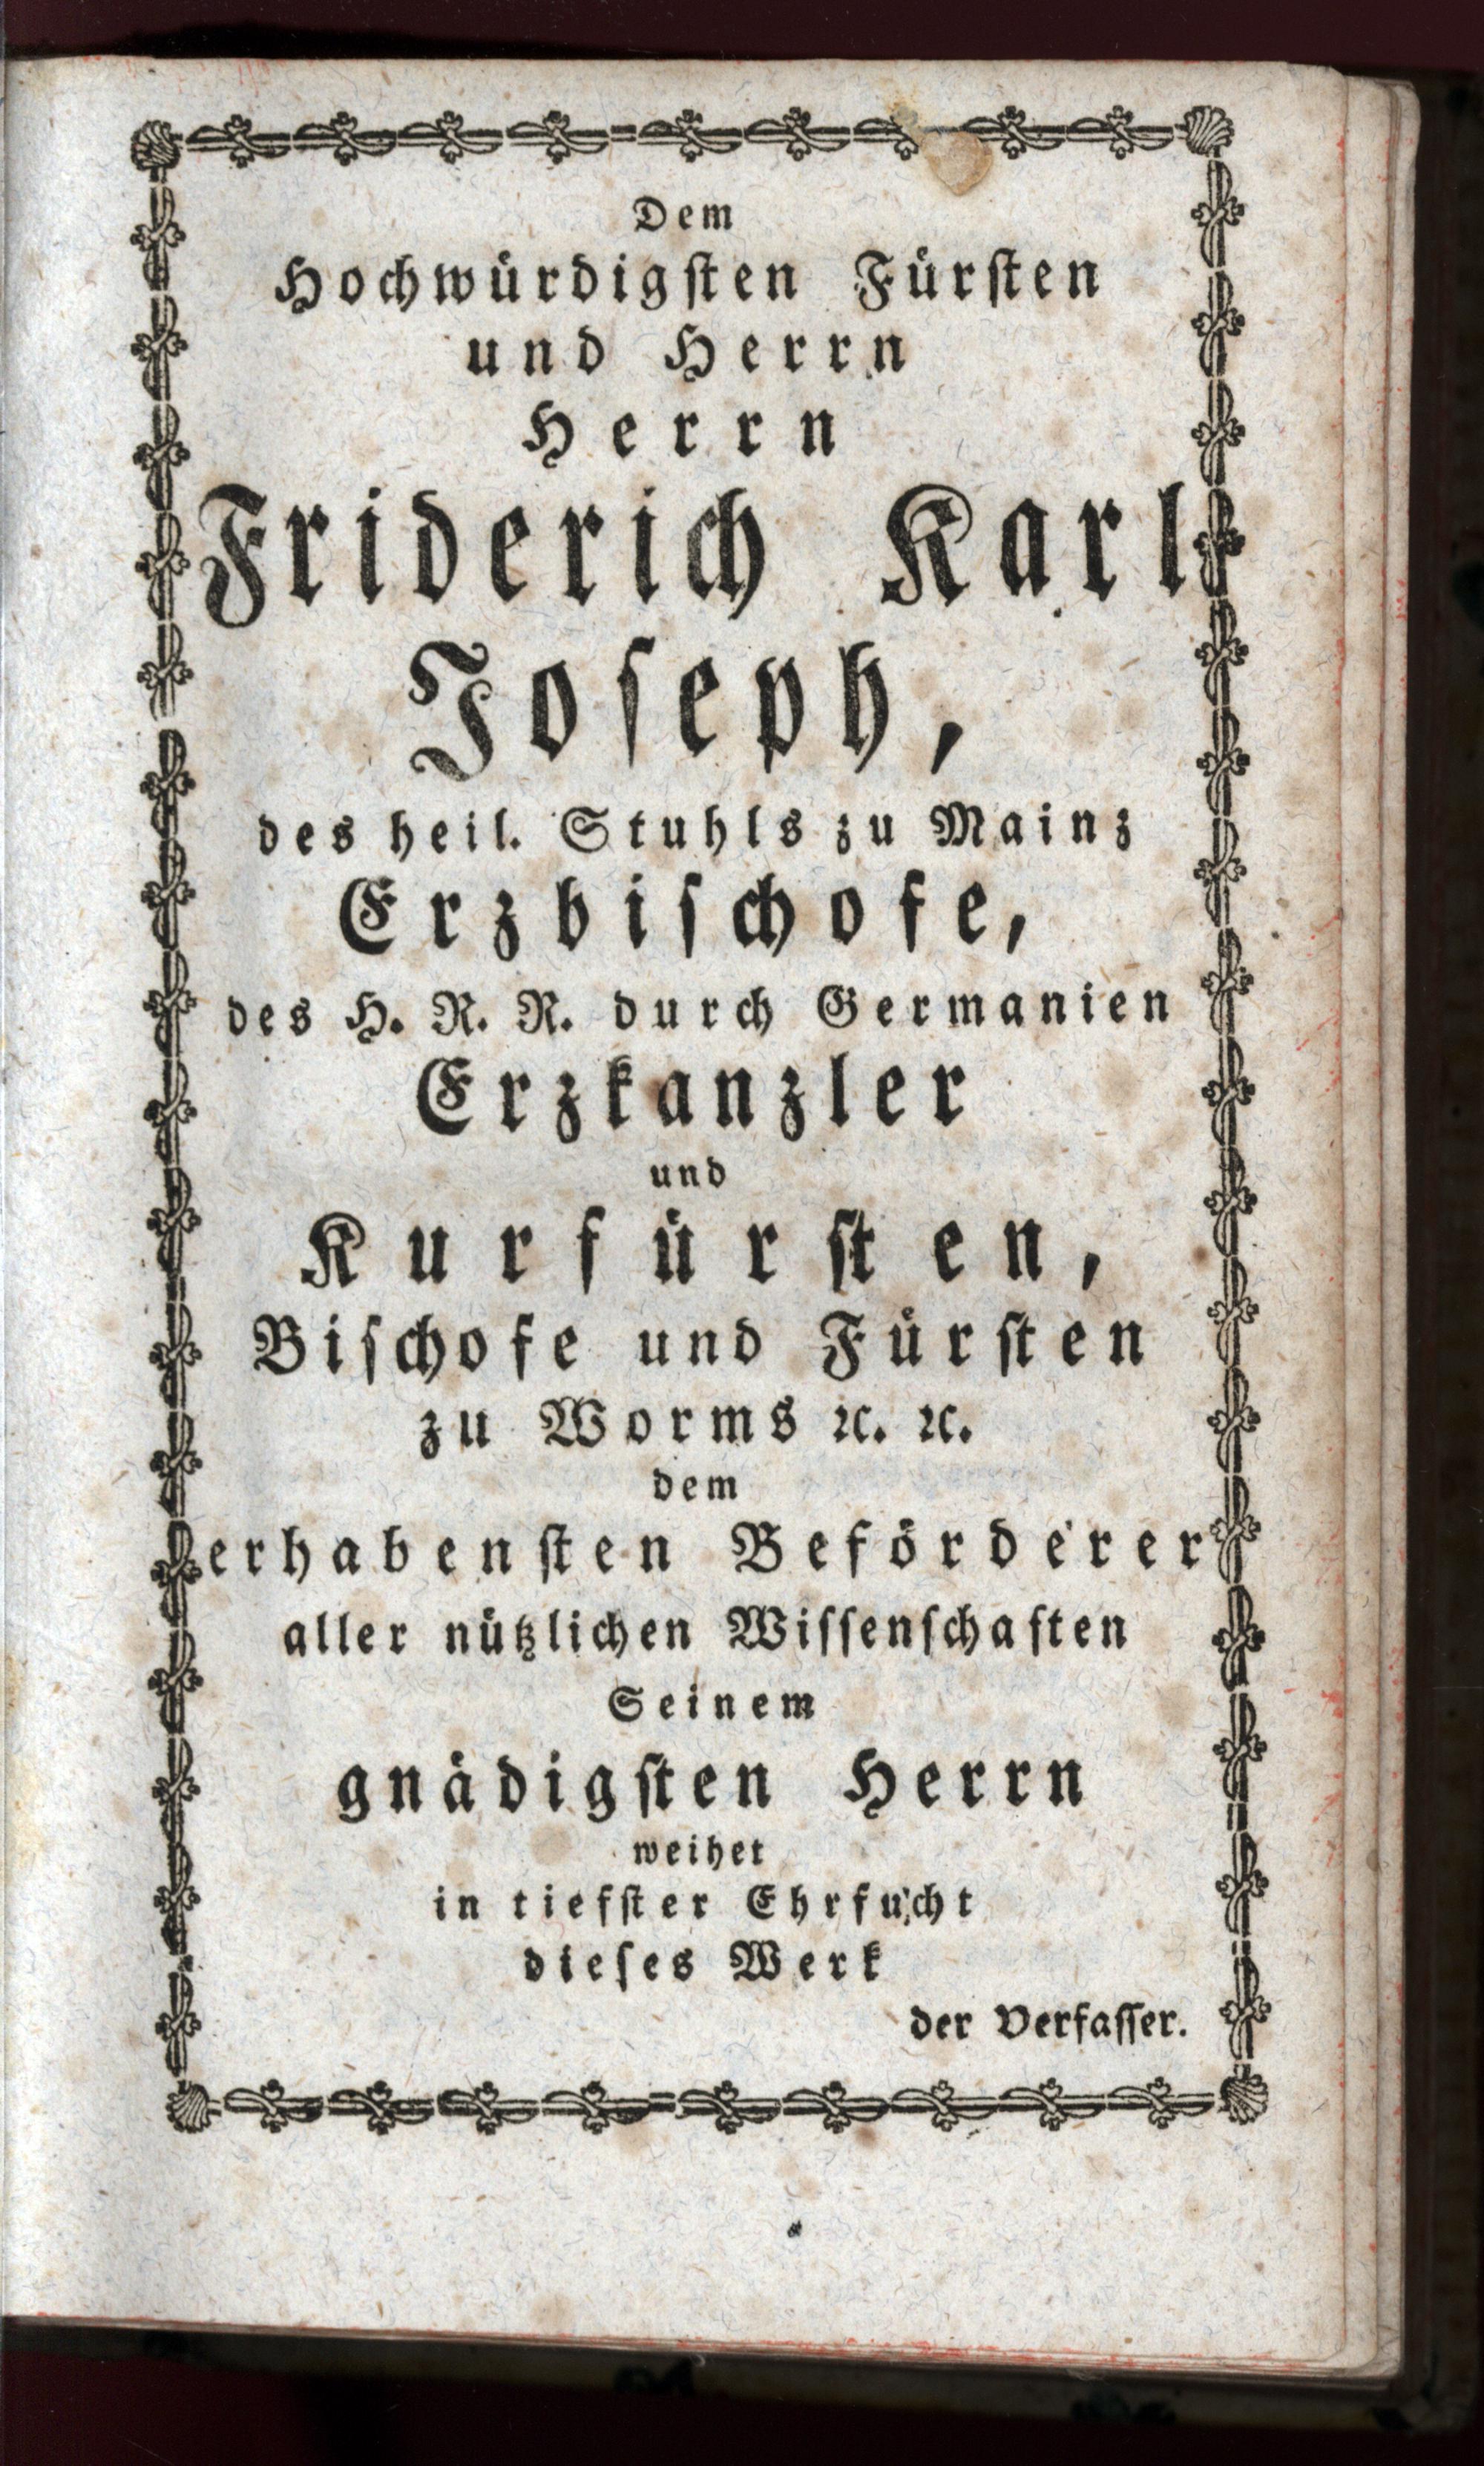 Dem
Hochwürdigſten Fürſten
und Herrn
Herrn
Friderich Karl
Joſeph,
des heil. Stuhls zu Mainz
Erzbiſchofe,
des H. R. R. durch Germanien
Erzkanzler
und
Kurfürſten,
Biſchofe und Fürſten
zu Worms ꝛc. ꝛc.
dem
erhabenſten Beförderer
aller nützlichen Wiſſenſchaften
Seinem
gnädigſten Herrn
weihet
in tiefſter Ehrfucht
dieſes Werk
der Verfaſſer.